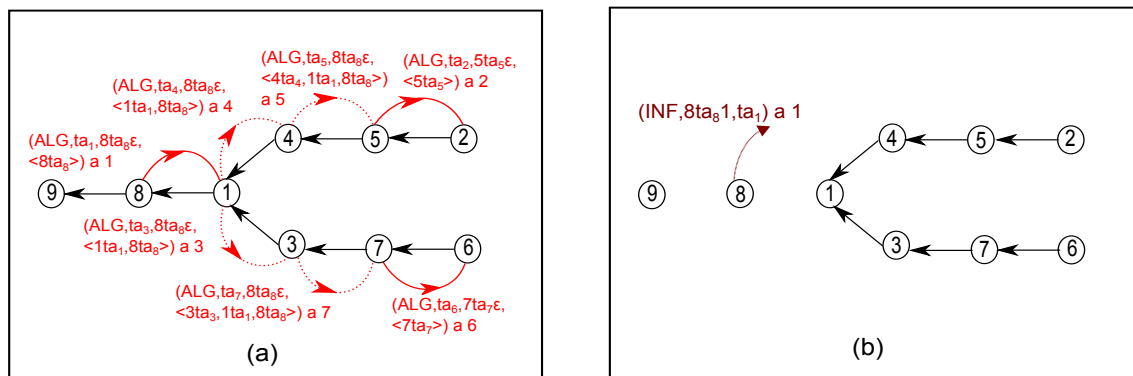 (ALG,ta₅,8ta₈ε,
<4ta₄,1ta₁,8ta₈>)
a 5
(ALG,ta₂,5ta₅ε,
<5ta₅>) a 2
(ALG,ta₄,8ta₈ε,
<1ta₁,8ta₈>) a 4
4
5
2
(ALG,ta₁,8ta₈ε,
<8ta₈>) a 1
9
8
1
(ALG,ta₃,8ta₈ε,
<1ta₁,8ta₈>) a 3
3
7
6
(ALG,ta₇,8ta₈ε,
<3ta₃,1ta₁,8ta₈>) a 7
(ALG,ta₆,7ta₇ε,
<7ta₇>) a 6
(a)
(INF,8ta₈1,ta₁) a 1
4
5
2
9
8
1
3
7
6
(b)